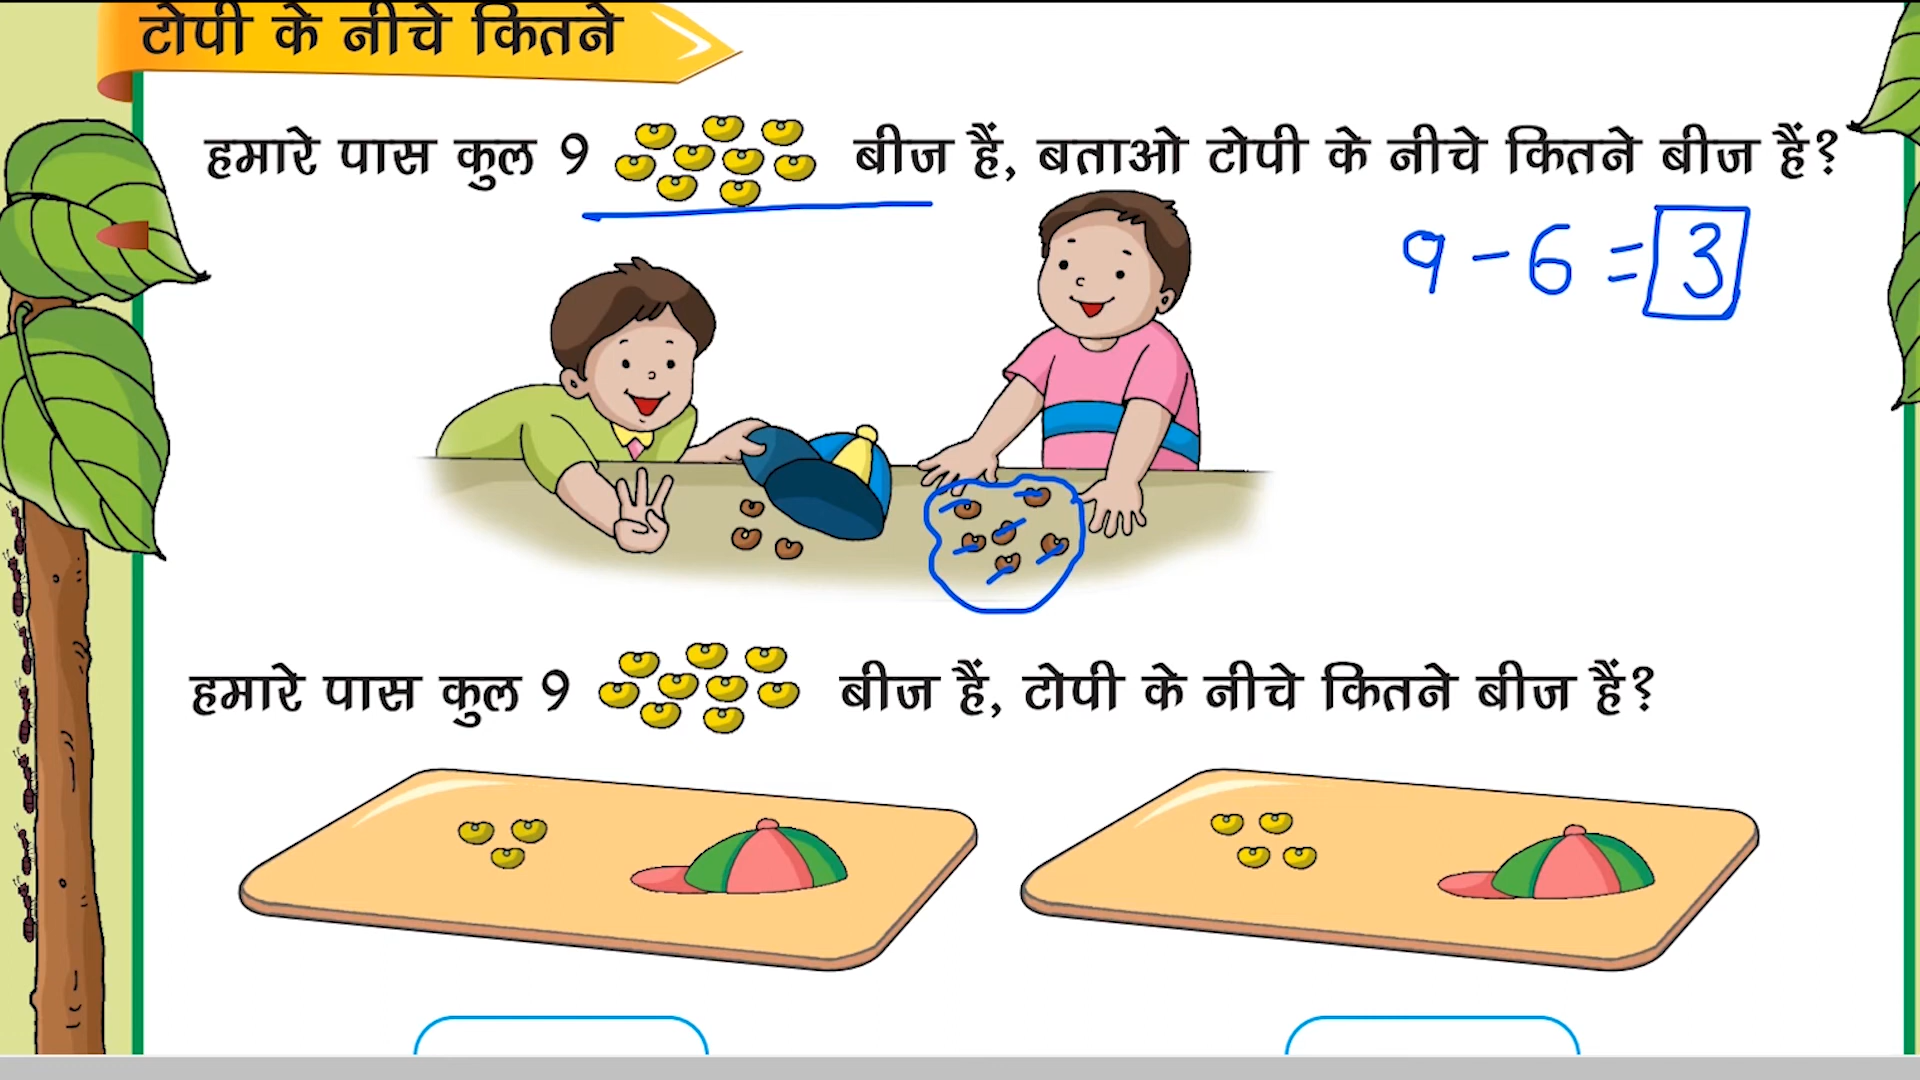 टोपी के नीचे कितने
हमारे पास कुल 9 बीज हैं, बताओ टोपी के नीचे कितने बीज हैं?
9 - 6 = 3
हमारे पास कुल 9 बीज हैं, टोपी के नीचे कितने बीज हैं?